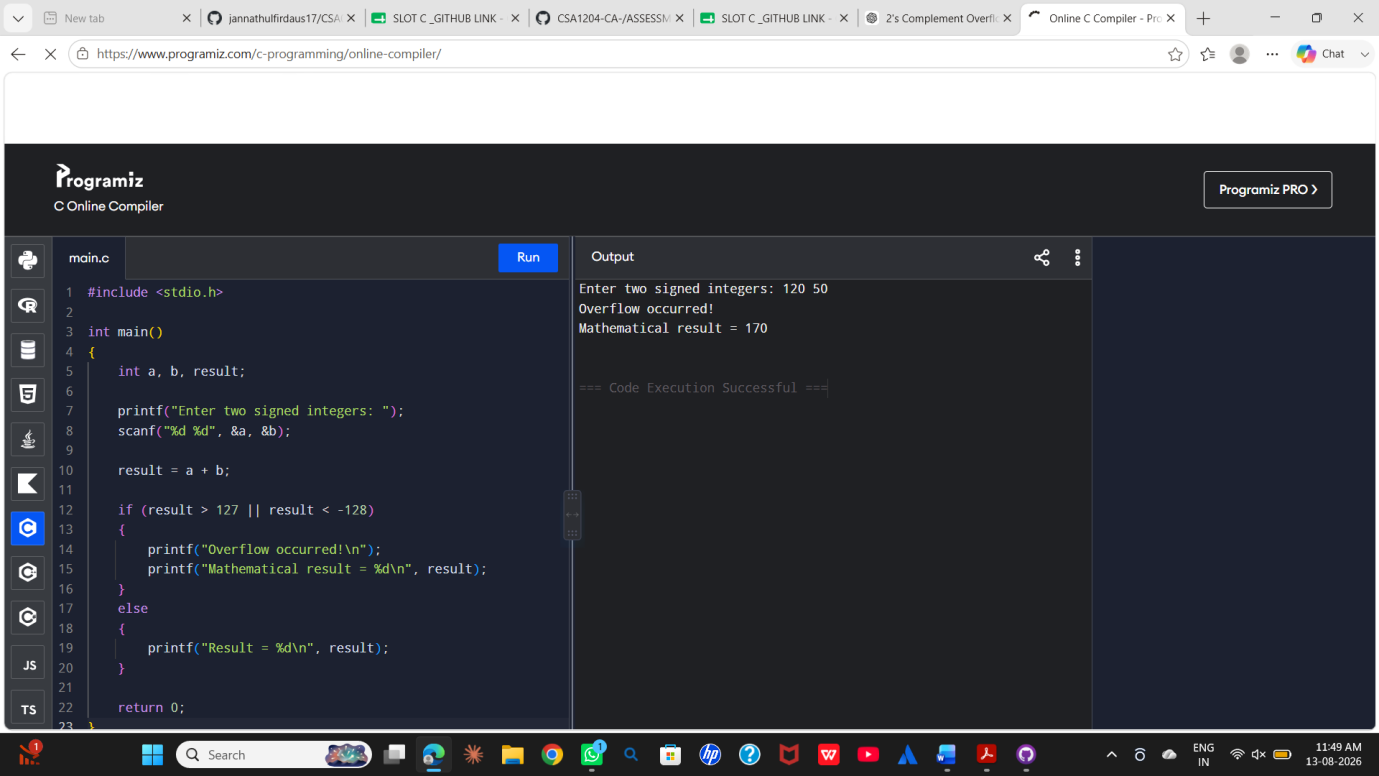 New tab
jannathulfirdaus17/CSA
SLOT C _GITHUB LINK -
CSA1204-CA-/ASSESSM
SLOT C _GITHUB LINK -
2's Complement Overfl
Online C Compiler - Pro
https://www.programiz.com/c-programming/online-compiler/
Chat
Programiz
C Online Compiler
Programiz PRO >
main.c
Run
1 #include <stdio.h>
2
3 int main()
4 {
5 int a, b, result;
6
7 printf("Enter two signed integers: ");
8 scanf("%d %d", &a, &b);
9
10 result = a + b;
11
12 if (result > 127 || result < -128)
13 {
14 printf("Overflow occurred!\n");
15 printf("Mathematical result = %d\n", result);
16 }
17 else
18 {
19 printf("Result = %d\n", result);
20 }
21
22 return 0;
23 }
Output
Enter two signed integers: 120 50
Overflow occurred!
Mathematical result = 170
=== Code Execution Successful ===
JS
TS
1
Search
1
ENG
IN
11:49 AM
13-08-2026